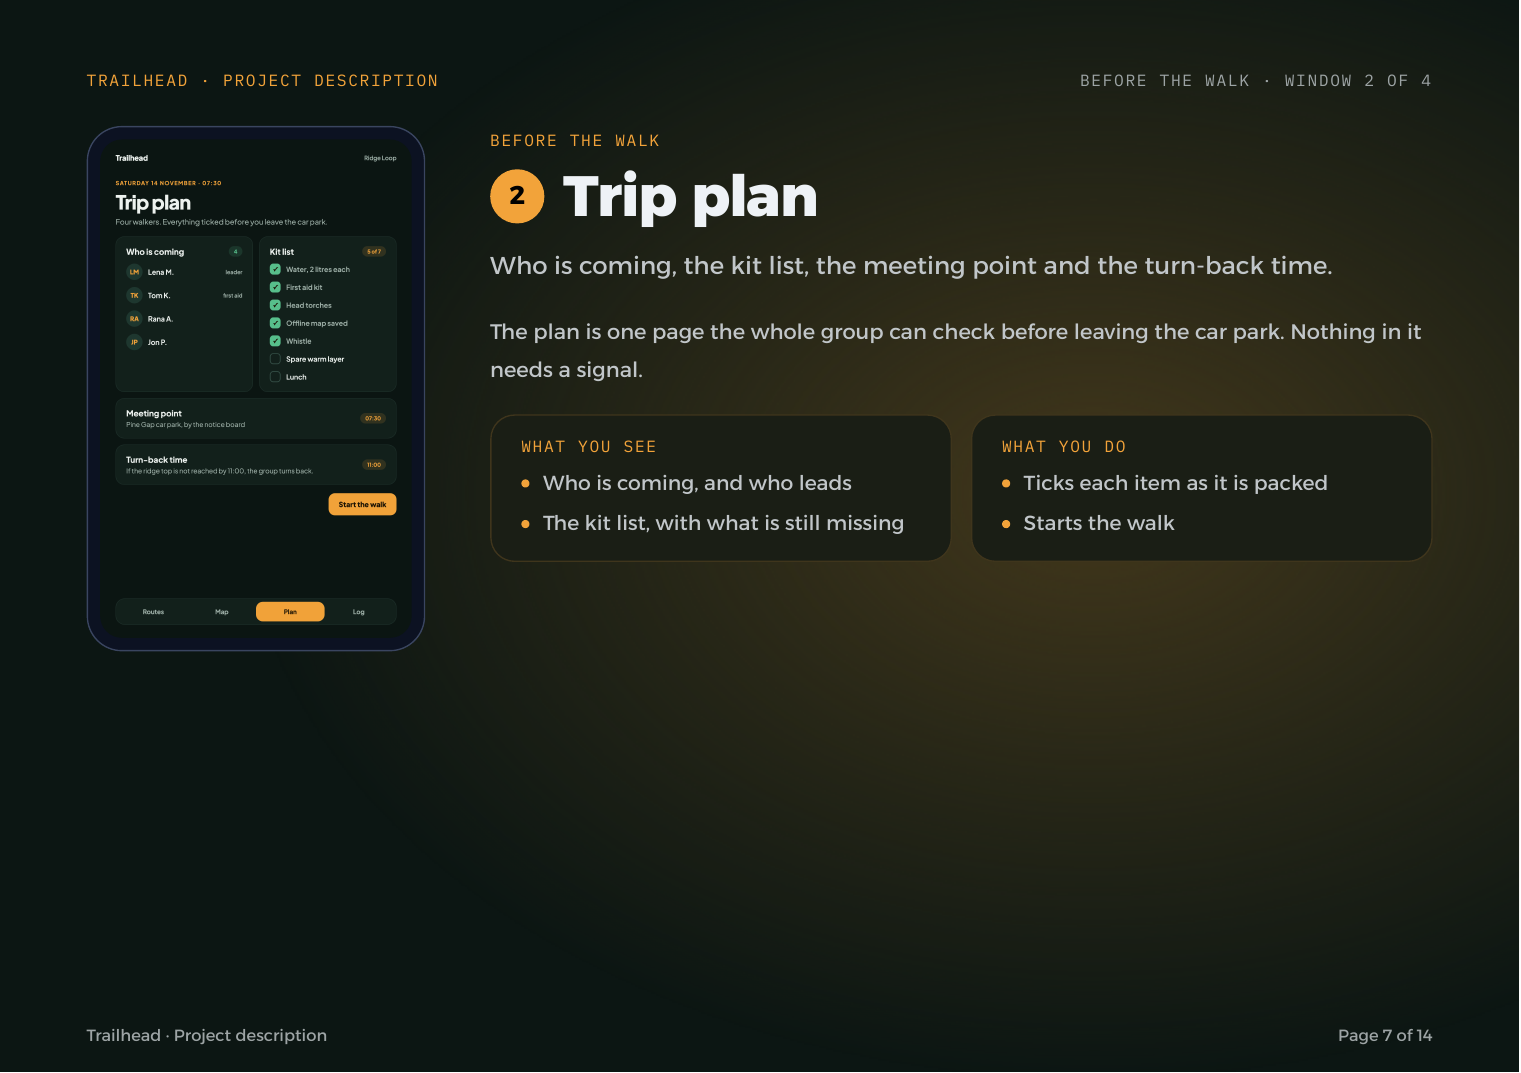 TRAILHEAD · PROJECT DESCRIPTION
BEFORE THE WALK · WINDOW 2 OF 4
Trailhead
Ridge Loop
SATURDAY 14 NOVEMBER · 07:30
Trip plan
Four walkers. Everything ticked before you leave the car park.
Who is coming
4
LM Lena M. leader
TK Tom K. first aid
RA Rana A.
JP Jon P.
Kit list
5 of 7
Water, 2 litres each
First aid kit
Head torches
Offline map saved
Whistle
Spare warm layer
Lunch
Meeting point
Pine Gap car park, by the notice board
07:30
Turn-back time
If the ridge top is not reached by 11:00, the group turns back.
11:00
Start the walk
Routes Map Plan Log
BEFORE THE WALK
2 Trip plan
Who is coming, the kit list, the meeting point and the turn-back time.
The plan is one page the whole group can check before leaving the car park. Nothing in it
needs a signal.
WHAT YOU SEE
Who is coming, and who leads
The kit list, with what is still missing
WHAT YOU DO
Ticks each item as it is packed
Starts the walk
Trailhead · Project description
Page 7 of 14